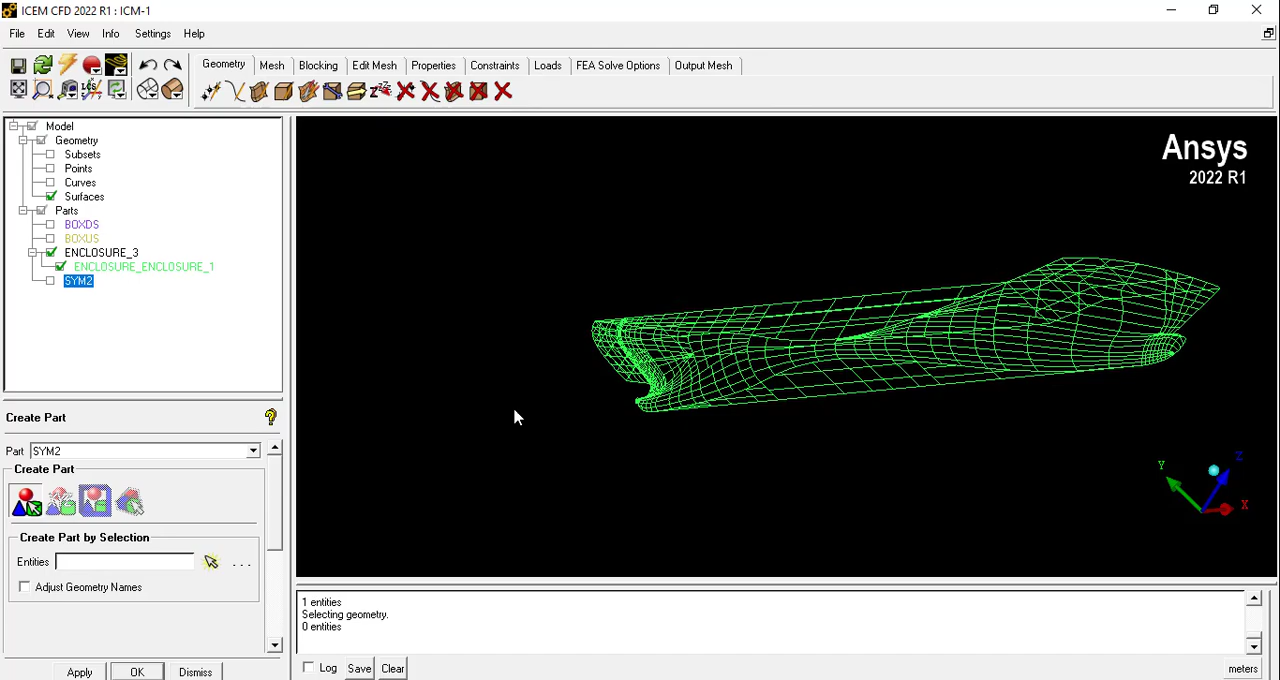 ICEM CFD 2022 R1 : ICM-1
File Edit View Info Settings Help
Geometry Mesh Blocking Edit Mesh Properties Constraints Loads FEA Solve Options Output Mesh
Model
Geometry
Subsets
Points
Curves
Surfaces
Parts
BOXDS
BOXUS
ENCLOSURE_3
ENCLOSURE_ENCLOSURE_1
SYM2
Ansys
2022 R1
Y
Z
X
Create Part
Part SYM2
Create Part
Create Part by Selection
Entities . . .
Adjust Geometry Names
Apply OK Dismiss
1 entities
Selecting geometry.
0 entities
Log Save Clear
meters